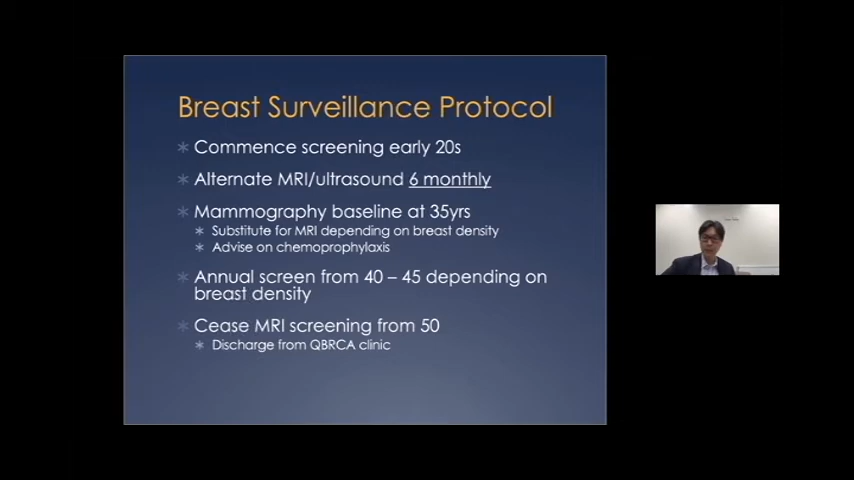 Breast Surveillance Protocol
* Commence screening early 20s
* Alternate MRI/ultrasound 6 monthly
* Mammography baseline at 35yrs
* Substitute for MRI depending on breast density
* Advise on chemoprophylaxis
* Annual screen from 40 – 45 depending on
breast density
* Cease MRI screening from 50
* Discharge from QBRCA clinic